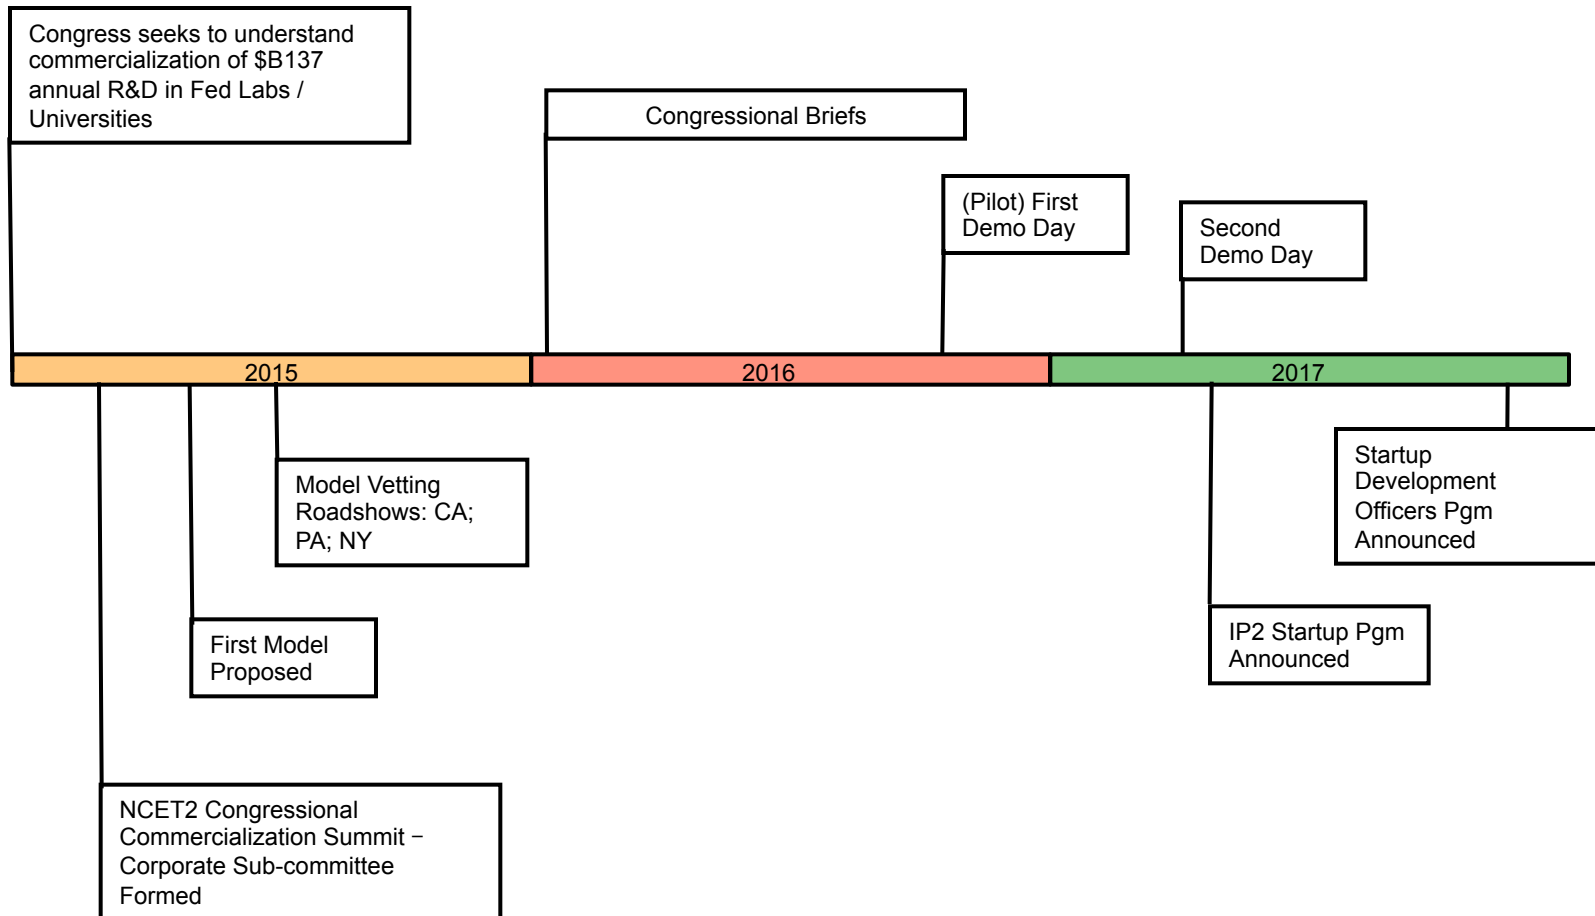 Congress seeks to understand
commercialization of $B137
annual R&D in Fed Labs /
Universities
Congressional Briefs
(Pilot) First
Demo Day
Second
Demo Day
2015
2016
2017
Model Vetting
Roadshows: CA;
PA; NY
Startup
Development
Officers Pgm
Announced
First Model
Proposed
IP2 Startup Pgm
Announced
NCET2 Congressional
Commercialization Summit –
Corporate Sub-committee
Formed